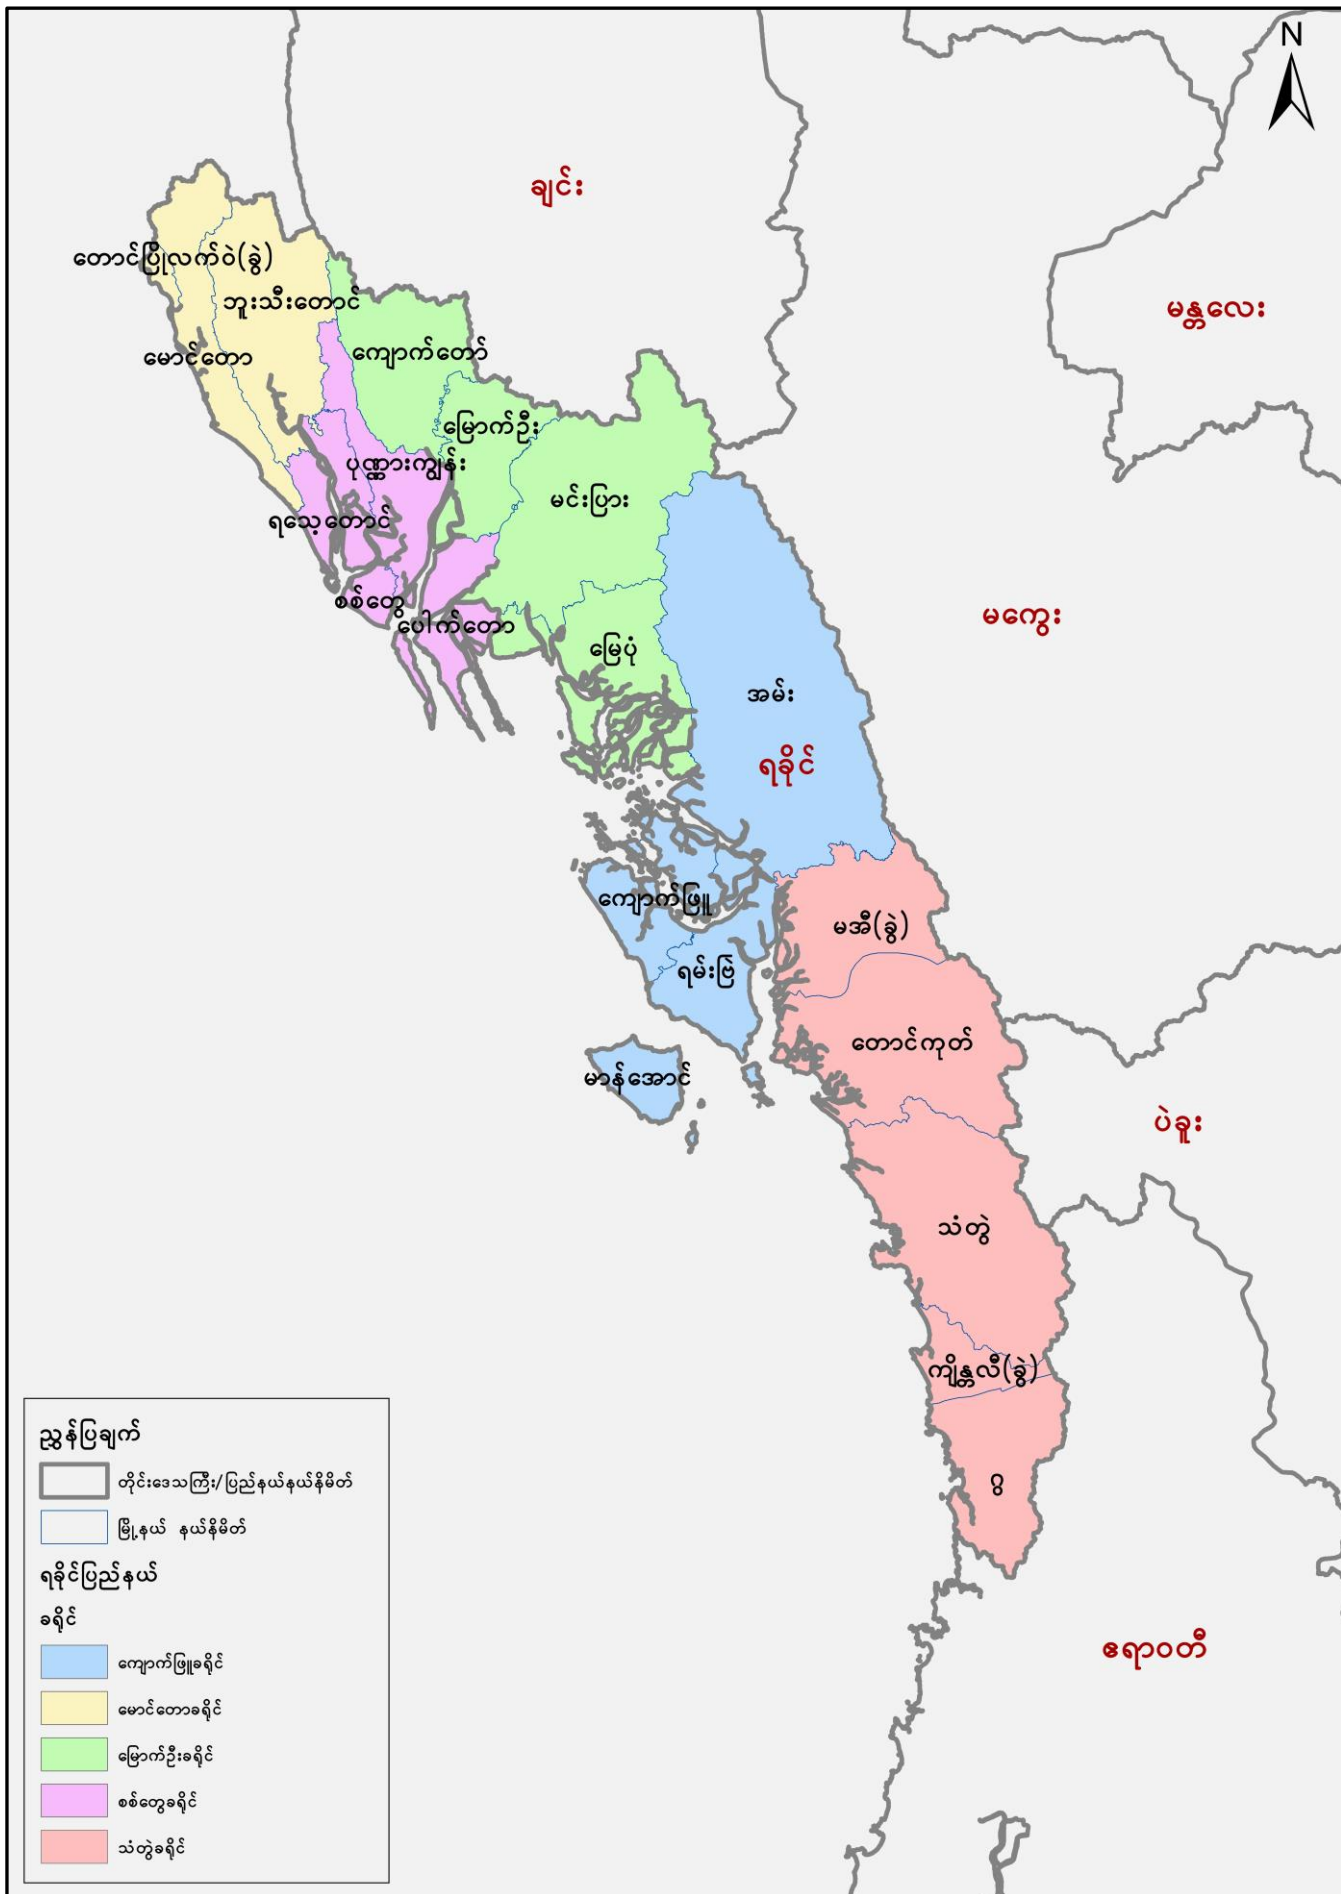 N
ချင်း
တောင်ပြိုလက်ဝဲ(ခွဲ)
ဘူးသီးတောင်
မန္တလေး
မောင်တော
ကျောက်တော်
မြောက်ဦး
ပုဏ္ဏားကျွန်း
မင်းပြား
ရသေ့တောင်
စစ်တွေ
ပေါက်တော
မကွေး
မြေပုံ
အမ်း
ရခိုင်
ကျောက်ဖြူ
မအီ(ခွဲ)
ရမ်းဗြဲ
တောင်ကုတ်
မာန်အောင်
ပဲခူး
သံတွဲ
ကျိန္တလီ(ခွဲ)
ဂွ
ဧရာဝတီ
ညွှန်ပြချက်
တိုင်းဒေသကြီး/ပြည်နယ်နယ်နိမိတ်
မြို့နယ် နယ်နိမိတ်
ရခိုင်ပြည်နယ်
ခရိုင်
ကျောက်ဖြူခရိုင်
မောင်တောခရိုင်
မြောက်ဦးခရိုင်
စစ်တွေခရိုင်
သံတွဲခရိုင်